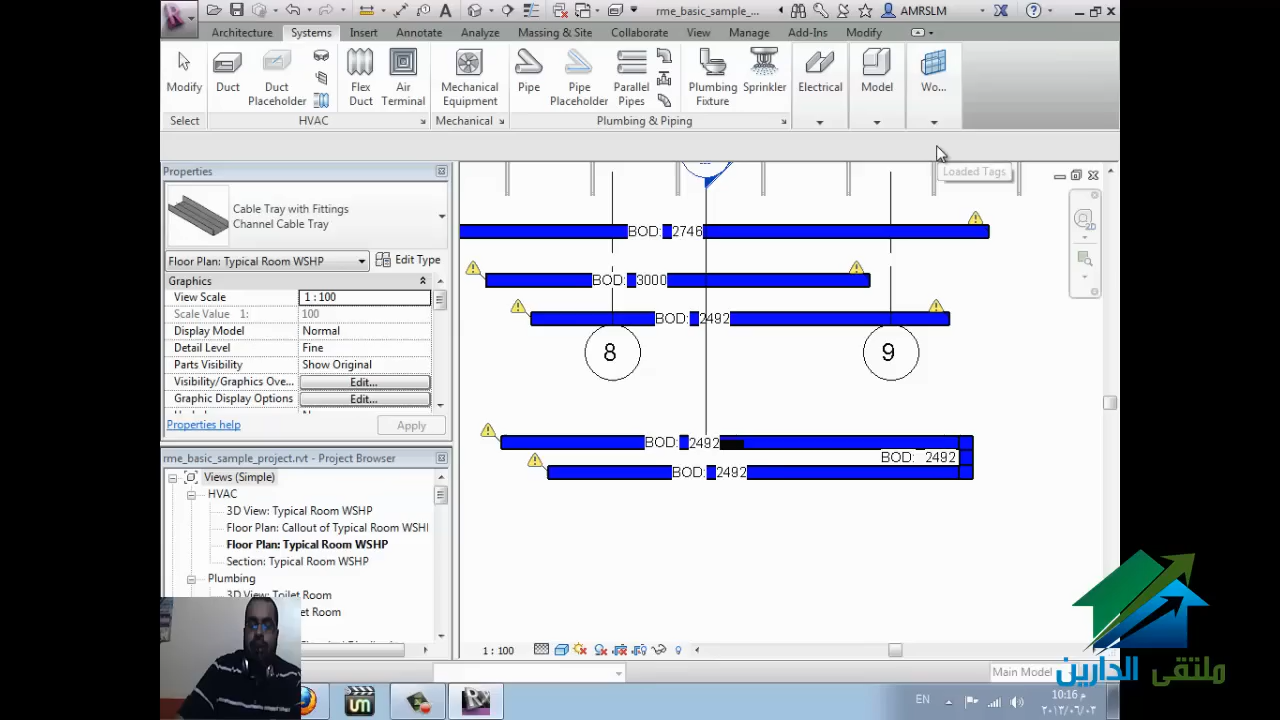 rme_basic_sample_...
AMRSLM
Architecture Systems Insert Annotate Analyze Massing & Site Collaborate View Manage Add-Ins Modify
Modify
Duct
Duct Placeholder
Flex Duct
Air Terminal
Mechanical Equipment
Pipe
Pipe Placeholder
Parallel Pipes
Plumbing Fixture
Sprinkler
Electrical
Model
Wo...
Select
HVAC
Mechanical
Plumbing & Piping
Loaded Tags
Properties
Cable Tray with Fittings
Channel Cable Tray
Floor Plan: Typical Room WSHP
Edit Type
Graphics
View Scale 1 : 100
Scale Value 1: 100
Display Model Normal
Detail Level Fine
Parts Visibility Show Original
Visibility/Graphics Ove... Edit...
Graphic Display Options Edit...
Properties help
Apply
rme_basic_sample_project.rvt - Project Browser
Views (Simple)
HVAC
3D View: Typical Room WSHP
Floor Plan: Callout of Typical Room WSHI
Floor Plan: Typical Room WSHP
Section: Typical Room WSHP
Plumbing
3D View: Toilet Room
BOD: 2746
BOD: 3000
BOD: 2492
8
9
BOD: 2492
BOD: 2492
BOD: 2492
2D
1 : 100
Main Model
EN
م 10:16
٢٠١٣/٠٦/٠٣
ملتقى الدارين